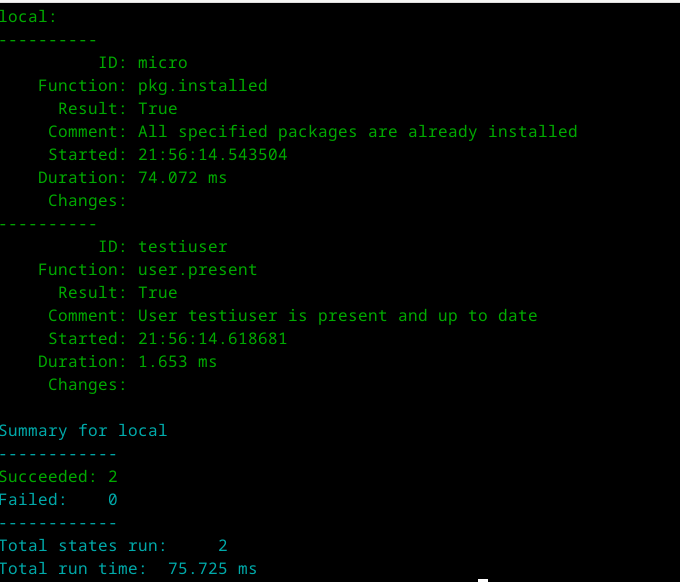 local:
----------
          ID: micro
    Function: pkg.installed
      Result: True
     Comment: All specified packages are already installed
     Started: 21:56:14.543504
    Duration: 74.072 ms
     Changes:
----------
          ID: testiuser
    Function: user.present
      Result: True
     Comment: User testiuser is present and up to date
     Started: 21:56:14.618681
    Duration: 1.653 ms
     Changes:

Summary for local
------------
Succeeded: 2
Failed:    0
------------
Total states run:     2
Total run time:  75.725 ms